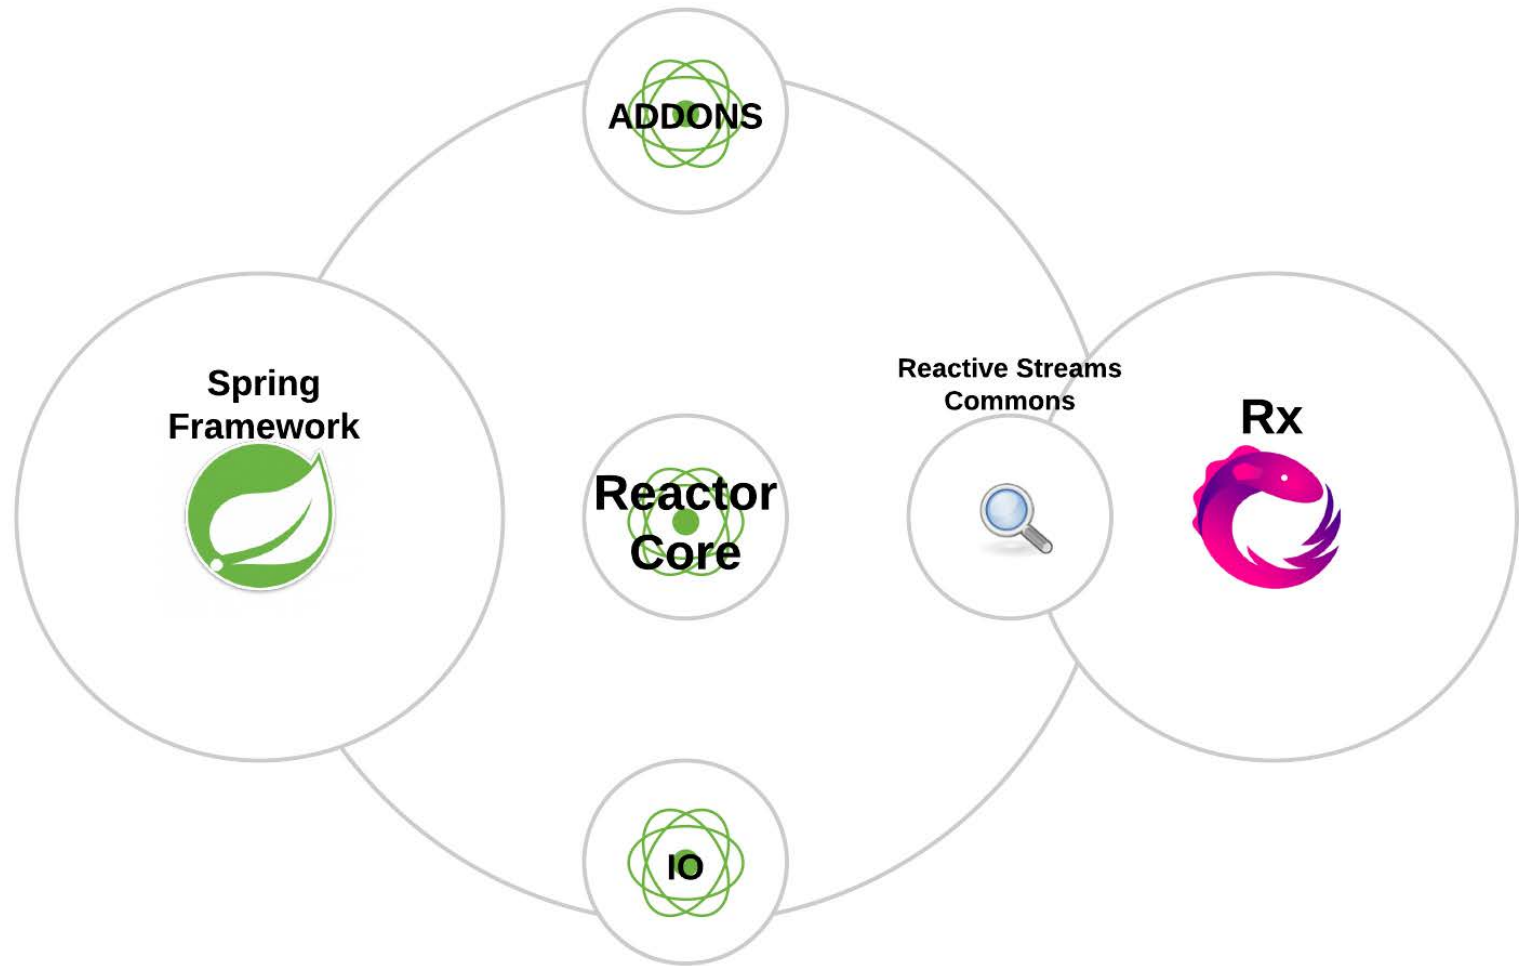 ADDONS
Spring
Framework
Reactor
Core
Reactive Streams
Commons
Rx
IO